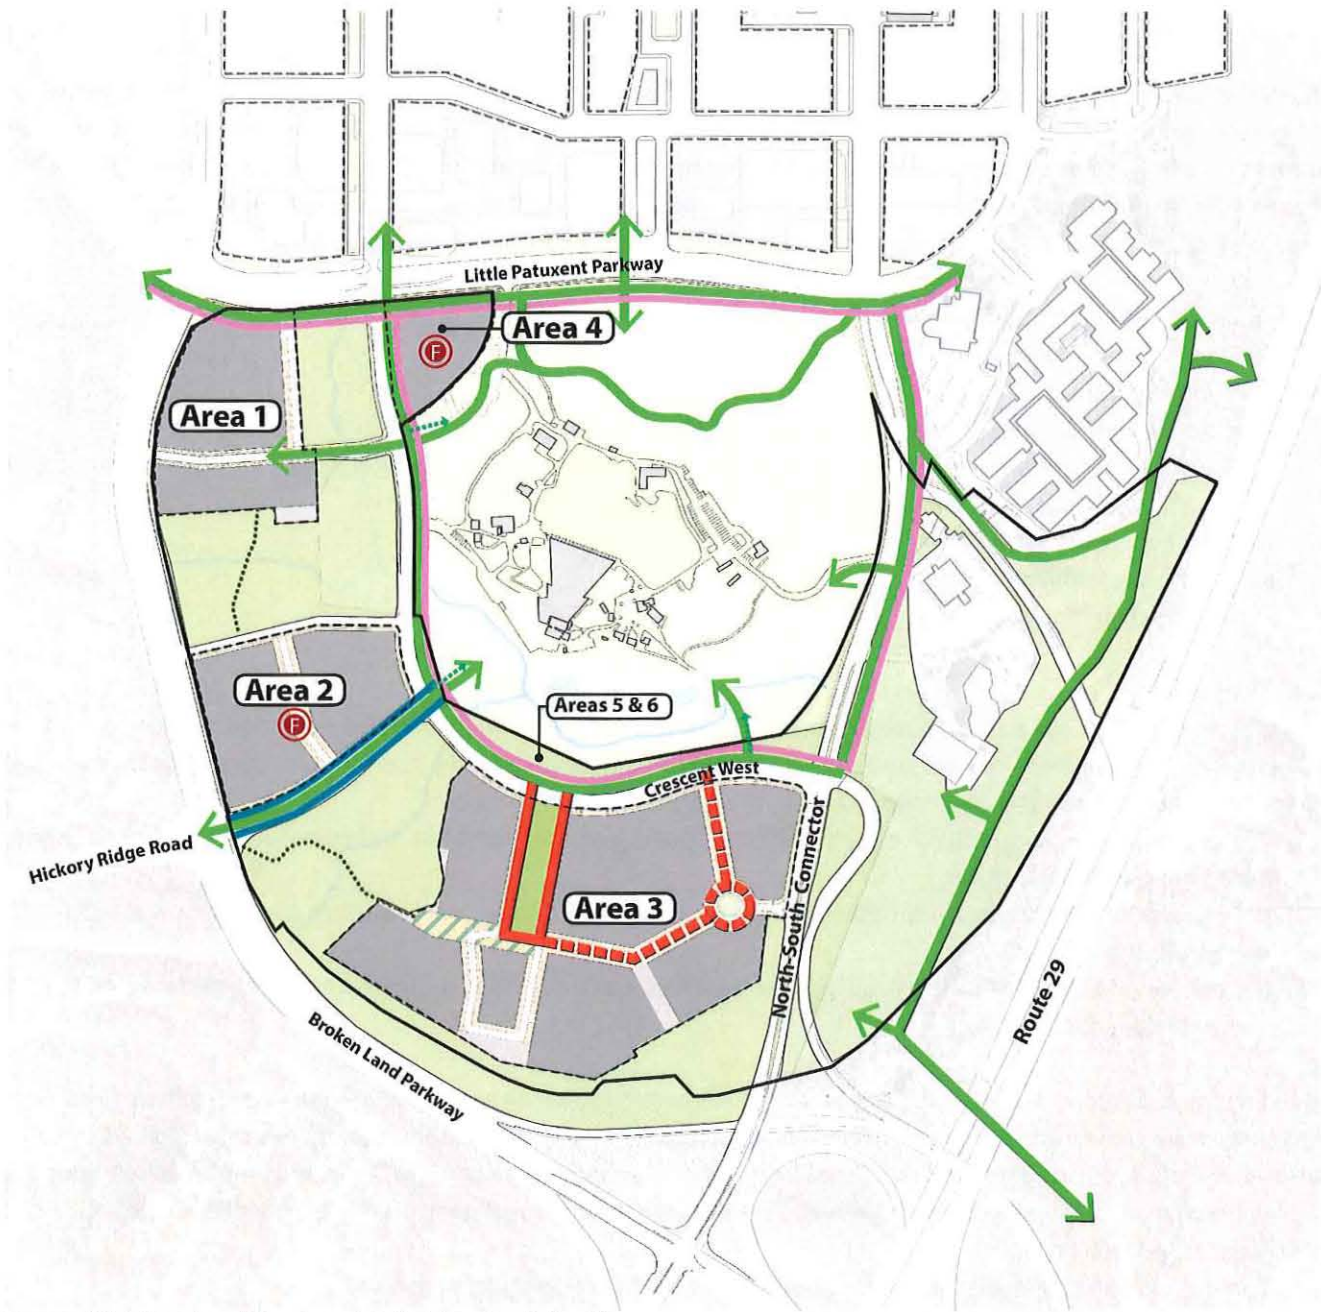 Little Patuxent Parkway
Area 4
F
Area 1
Area 2
F
Areas 5 & 6
Crescent West
Hickory Ridge Road
Area 3
North-South Connector
Route 29
Broken Land Parkway